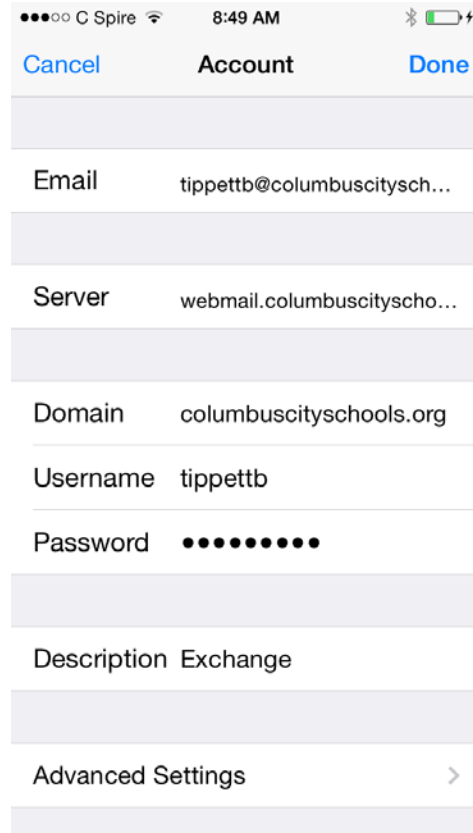 C Spire 8:49 AM
Cancel Account Done
Email tippettb@columbuscitysch...
Server webmail.columbuscityscho...
Domain columbuscityschools.org
Username tippettb
Password •••••••••
Description Exchange
Advanced Settings